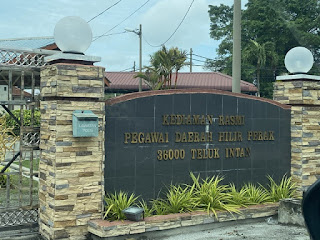 KEDIAMAN RASMI
PEGAWAI DAERAH HILIR PERAK
36000 TELUK INTAN